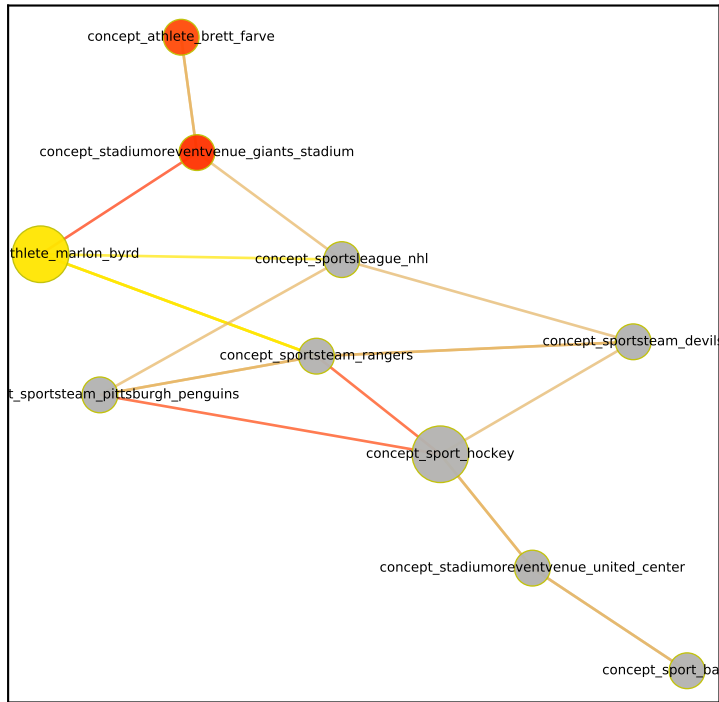 concept_athlete_brett_farve
concept_stadiumoreventvenue_giants_stadium
thlete_marlon_byrd
concept_sportsleague_nhl
concept_sportsteam_devils
concept_sportsteam_rangers
t_sportsteam_pittsburgh_penguins
concept_sport_hockey
concept_stadiumoreventvenue_united_center
concept_sport_ba